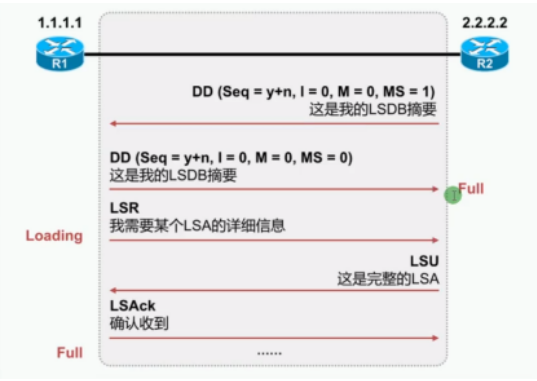 1.1.1.1
2.2.2.2
R1
R2
DD (Seq = y+n, I = 0, M = 0, MS = 1)
这是我的LSDB摘要
DD (Seq = y+n, I = 0, M = 0, MS = 0)
这是我的LSDB摘要
Full
LSR
我需要某个LSA的详细信息
Loading
LSU
这是完整的LSA
LSAck
确认收到
Full
......